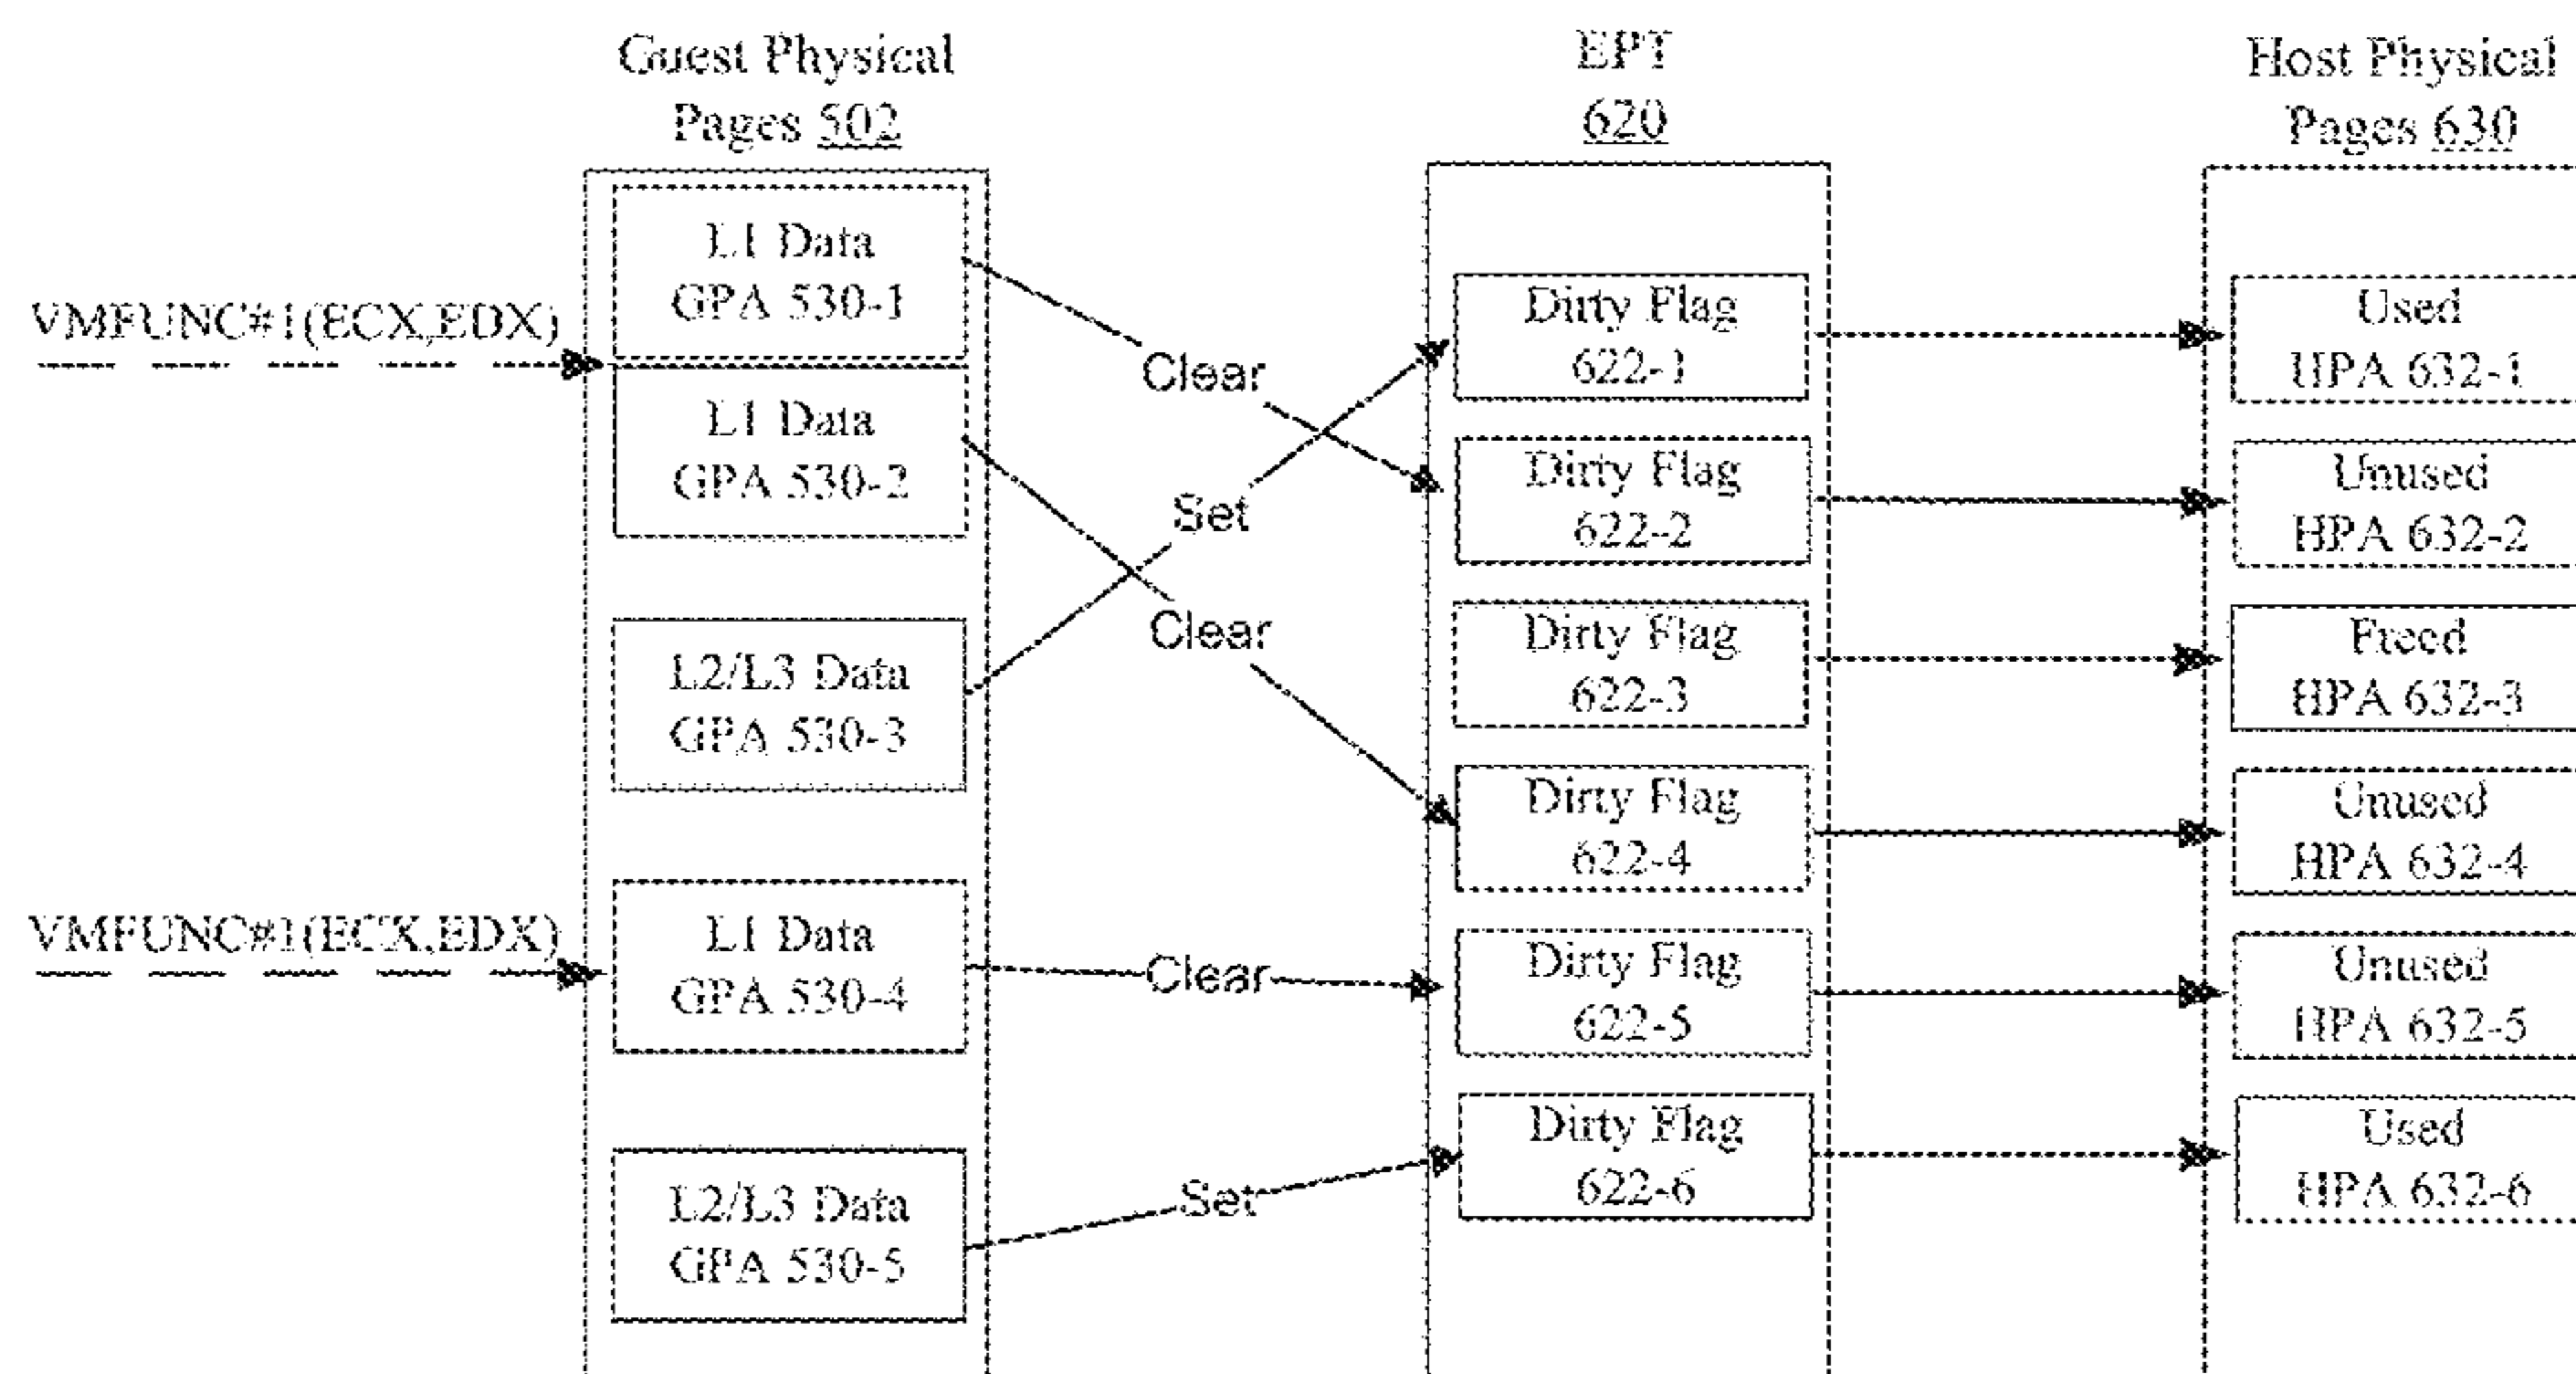 Guest Physical
Pages 502
EPT
620
Host Physical
Pages 630
VMFUNC#1(ECX,EDX)
L1 Data
GPA 530-1
L1 Data
GPA 530-2
L2/L3 Data
GPA 530-3
VMFUNC#1(ECX,EDX)
L1 Data
GPA 530-4
L2/L3 Data
GPA 530-5
Clear
Set
Clear
Clear
Set
Dirty Flag
622-1
Dirty Flag
622-2
Dirty Flag
622-3
Dirty Flag
622-4
Dirty Flag
622-5
Dirty Flag
622-6
Used
HPA 632-1
Unused
HPA 632-2
Freed
HPA 632-3
Unused
HPA 632-4
Unused
HPA 632-5
Used
HPA 632-6